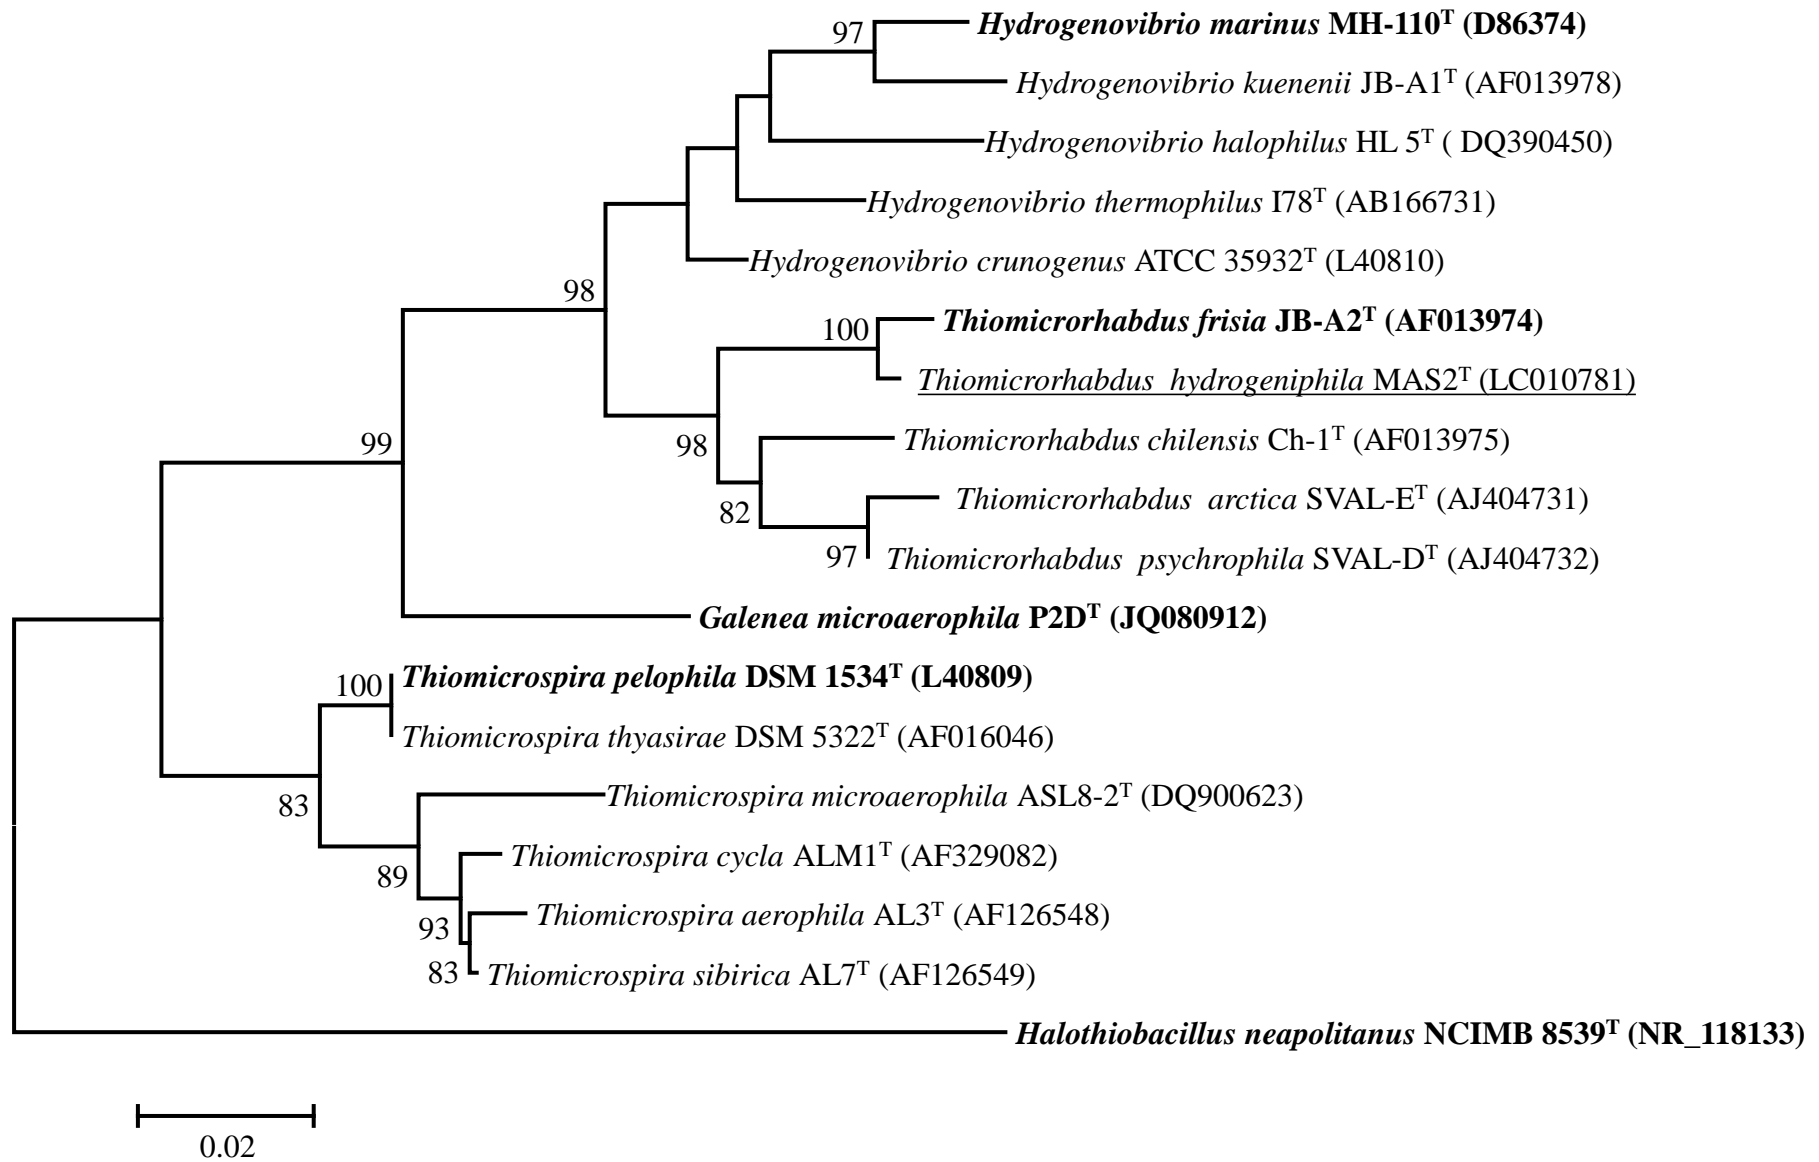 97
Hydrogenovibrio marinus MH-110ᵀ (D86374)
Hydrogenovibrio kuenenii JB-A1ᵀ (AF013978)
Hydrogenovibrio halophilus HL 5ᵀ ( DQ390450)
Hydrogenovibrio thermophilus I78ᵀ (AB166731)
Hydrogenovibrio crunogenus ATCC 35932ᵀ (L40810)
98
100
Thiomicrorhabdus frisia JB-A2ᵀ (AF013974)
Thiomicrorhabdus hydrogeniphila MAS2ᵀ (LC010781)
99
98
Thiomicrorhabdus chilensis Ch-1ᵀ (AF013975)
Thiomicrorhabdus arctica SVAL-Eᵀ (AJ404731)
82
97
Thiomicrorhabdus psychrophila SVAL-Dᵀ (AJ404732)
Galenea microaerophila P2Dᵀ (JQ080912)
100
Thiomicrospira pelophila DSM 1534ᵀ (L40809)
Thiomicrospira thyasirae DSM 5322ᵀ (AF016046)
83
Thiomicrospira microaerophila ASL8-2ᵀ (DQ900623)
Thiomicrospira cycla ALM1ᵀ (AF329082)
89
Thiomicrospira aerophila AL3ᵀ (AF126548)
93
83
Thiomicrospira sibirica AL7ᵀ (AF126549)
Halothiobacillus neapolitanus NCIMB 8539ᵀ (NR_118133)
0.02